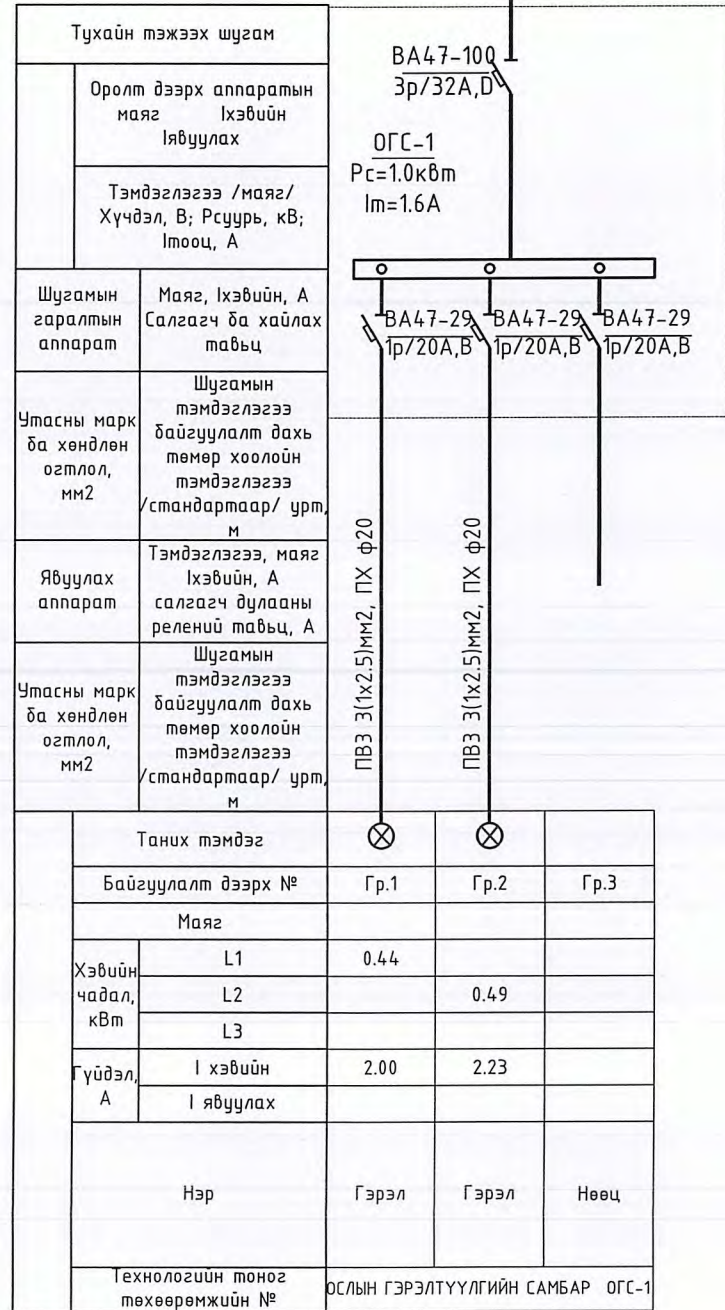 Тухайн тэжээх шугам
Оролт дээрх аппаратын
маяг Iхэвийн
Iявуулах
Тэмдэглэгээ /маяг/
Хүчдэл, В; Рсуурь, кВ;
Iтооц, А
ВА47-100
3р/32А,D
ОГС-1
Рс=1.0кВт
Iт=1.6А
Шугамын
гаралтын
аппарат
Маяг, Iхэвийн, А
Салгагч ба хайлах
тавьц
ВА47-29 ВА47-29 ВА47-29
1р/20А,В 1р/20А,В 1р/20А,В
Утасны марк
ба хөндлөн
огтлол,
мм2
Шугамын
тэмдэглэгээ
байгуулалт дахь
төмөр хоолойн
тэмдэглэгээ
/стандартаар/ урт,
м
Явуулах
аппарат
Тэмдэглэгээ, маяг
Iхэвийн, А
салгагч дулааны
релений тавьц, А
Утасны марк
ба хөндлөн
огтлол,
мм2
Шугамын
тэмдэглэгээ
байгуулалт дахь
төмөр хоолойн
тэмдэглэгээ
/стандартаар/ урт,
м
ПВ3 3(1х2.5)мм2, ПХ ф20
ПВ3 3(1х2.5)мм2, ПХ ф20
Таних тэмдэг
Байгуулалт дээрх № Гр.1 Гр.2 Гр.3
Маяг
Хэвийн
чадал,
кВт
L1 0.44
L2 0.49
L3
Гүйдэл,
А
I хэвийн 2.00 2.23
I явуулах
Нэр Гэрэл Гэрэл Нөөц
Технологийн тоног
төхөөрөмжийн №
ОСЛЫН ГЭРЭЛТҮҮЛГИЙН САМБАР ОГС-1